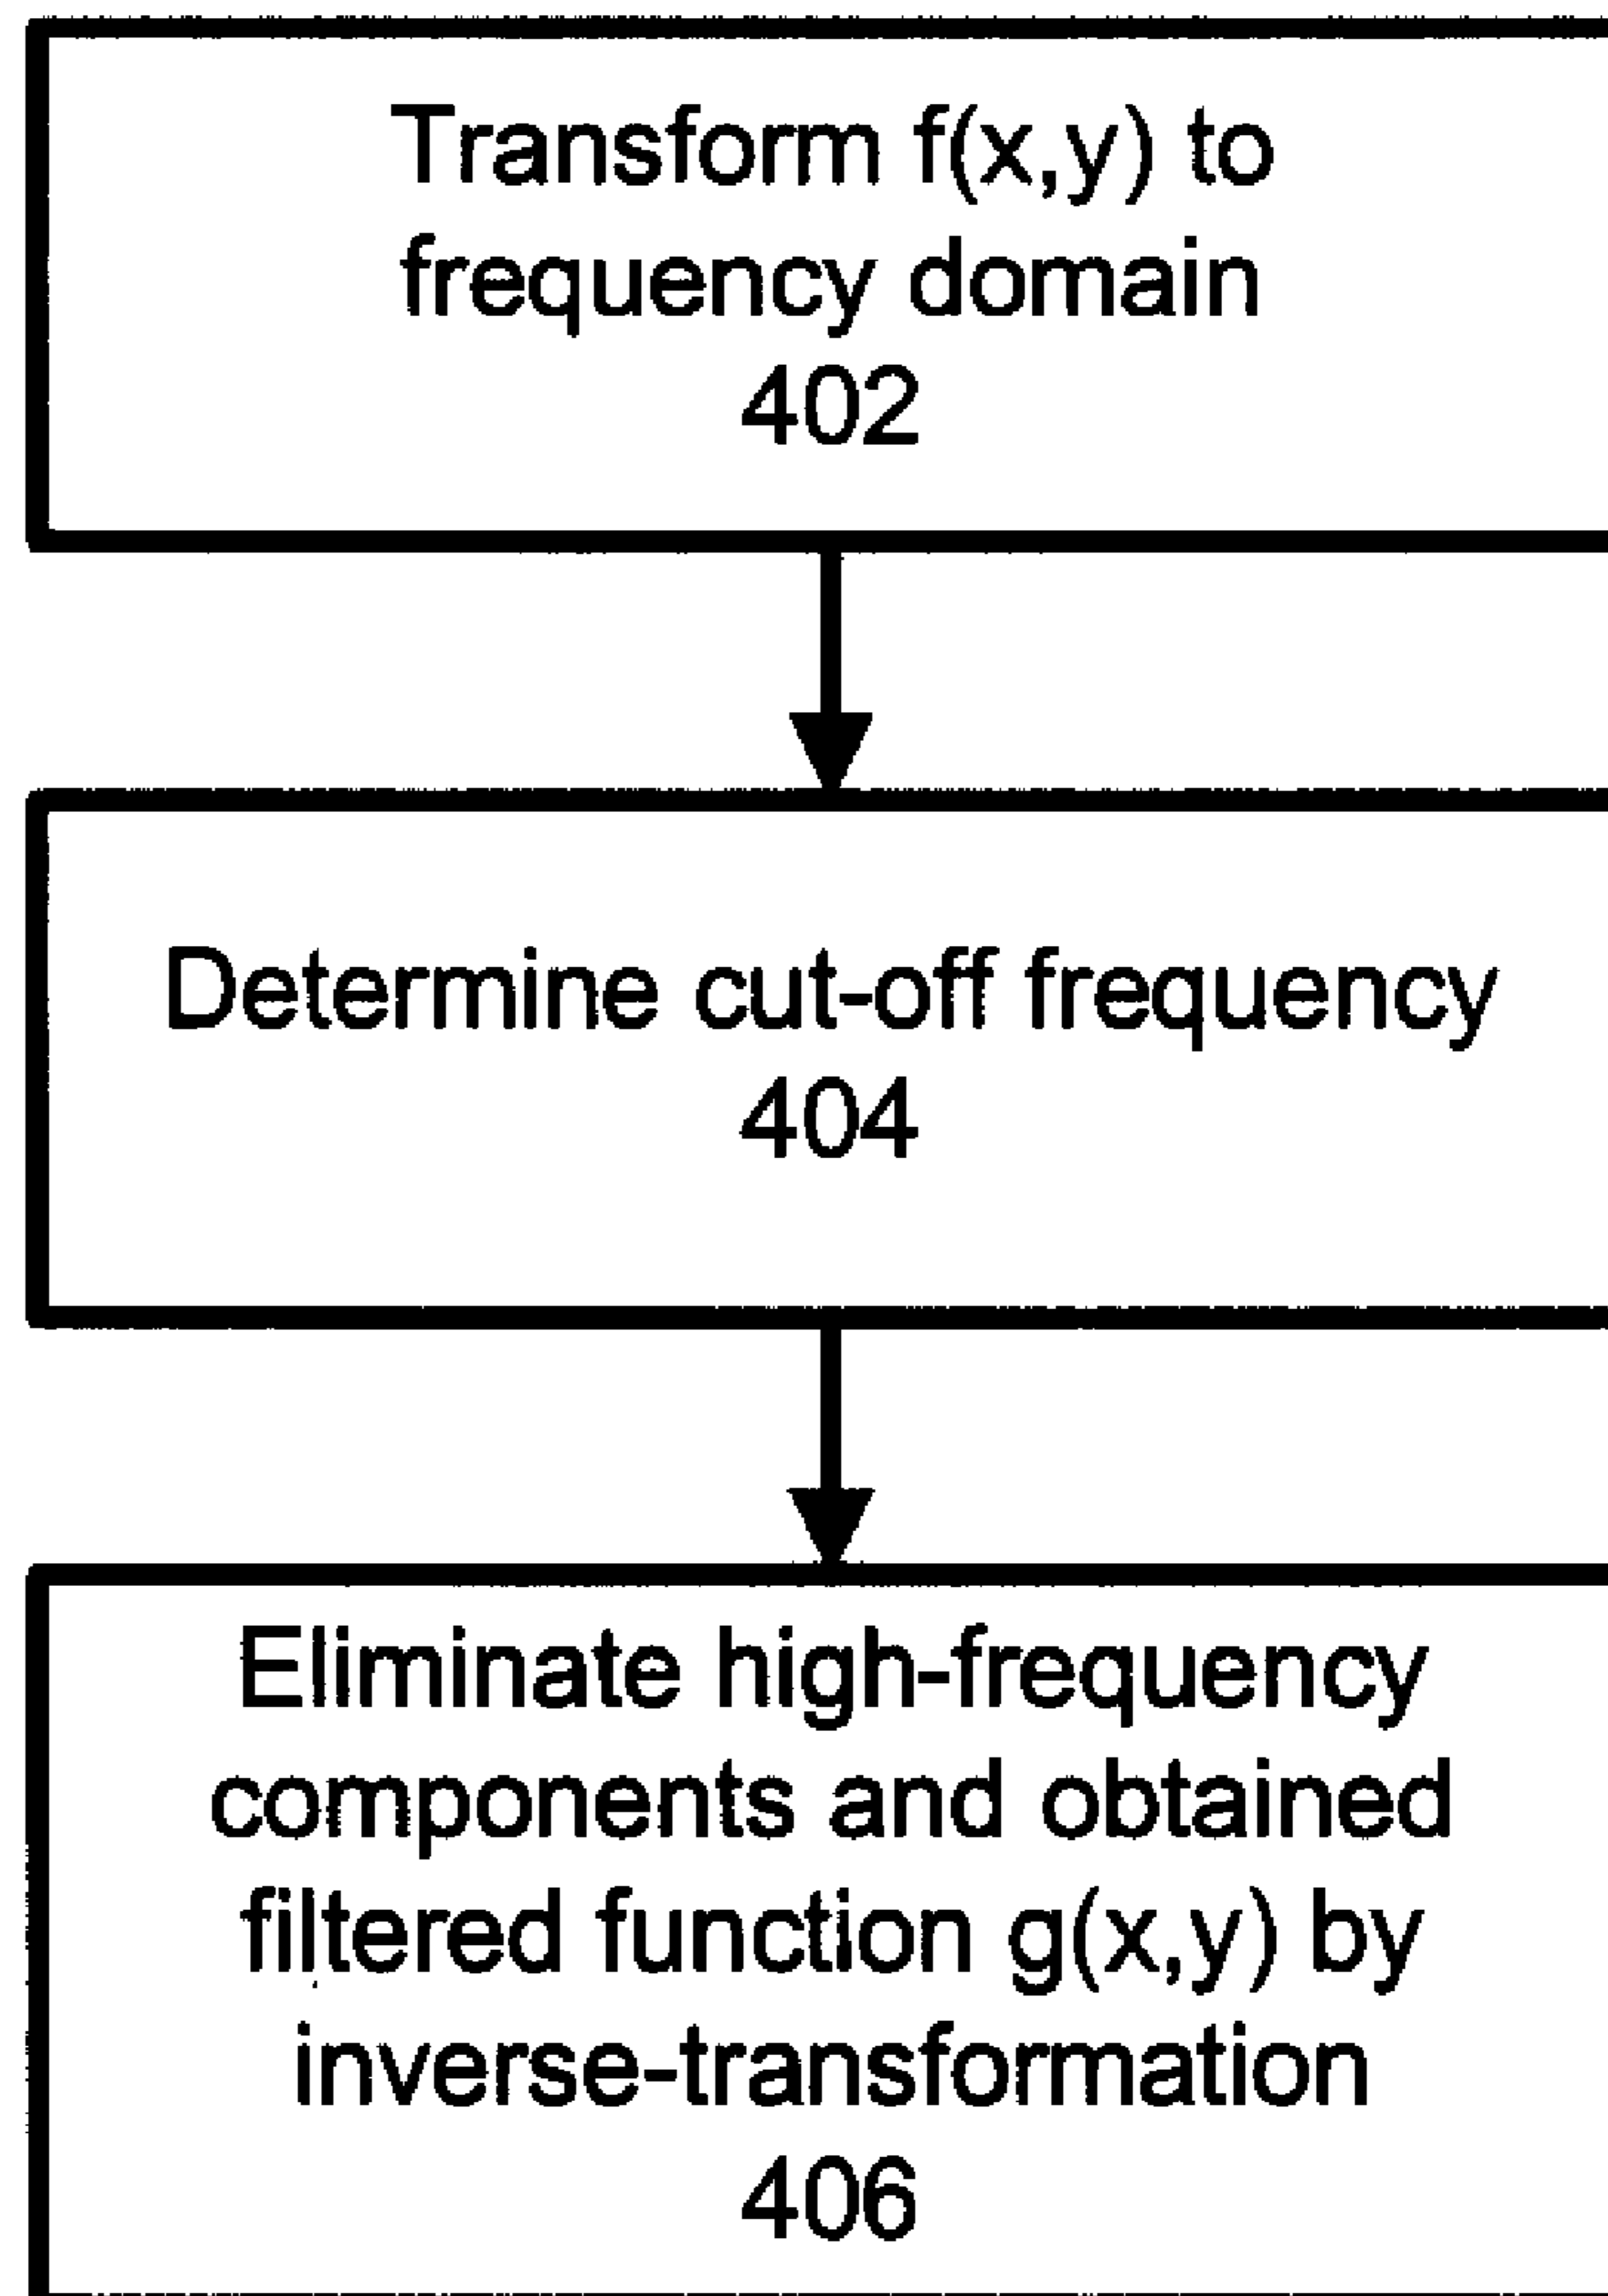 Transform f(x,y) to
frequency domain
402
Determine cut-off frequency
404
Eliminate high-frequency
components and obtained
filtered function g(x,y) by
inverse-transformation
406